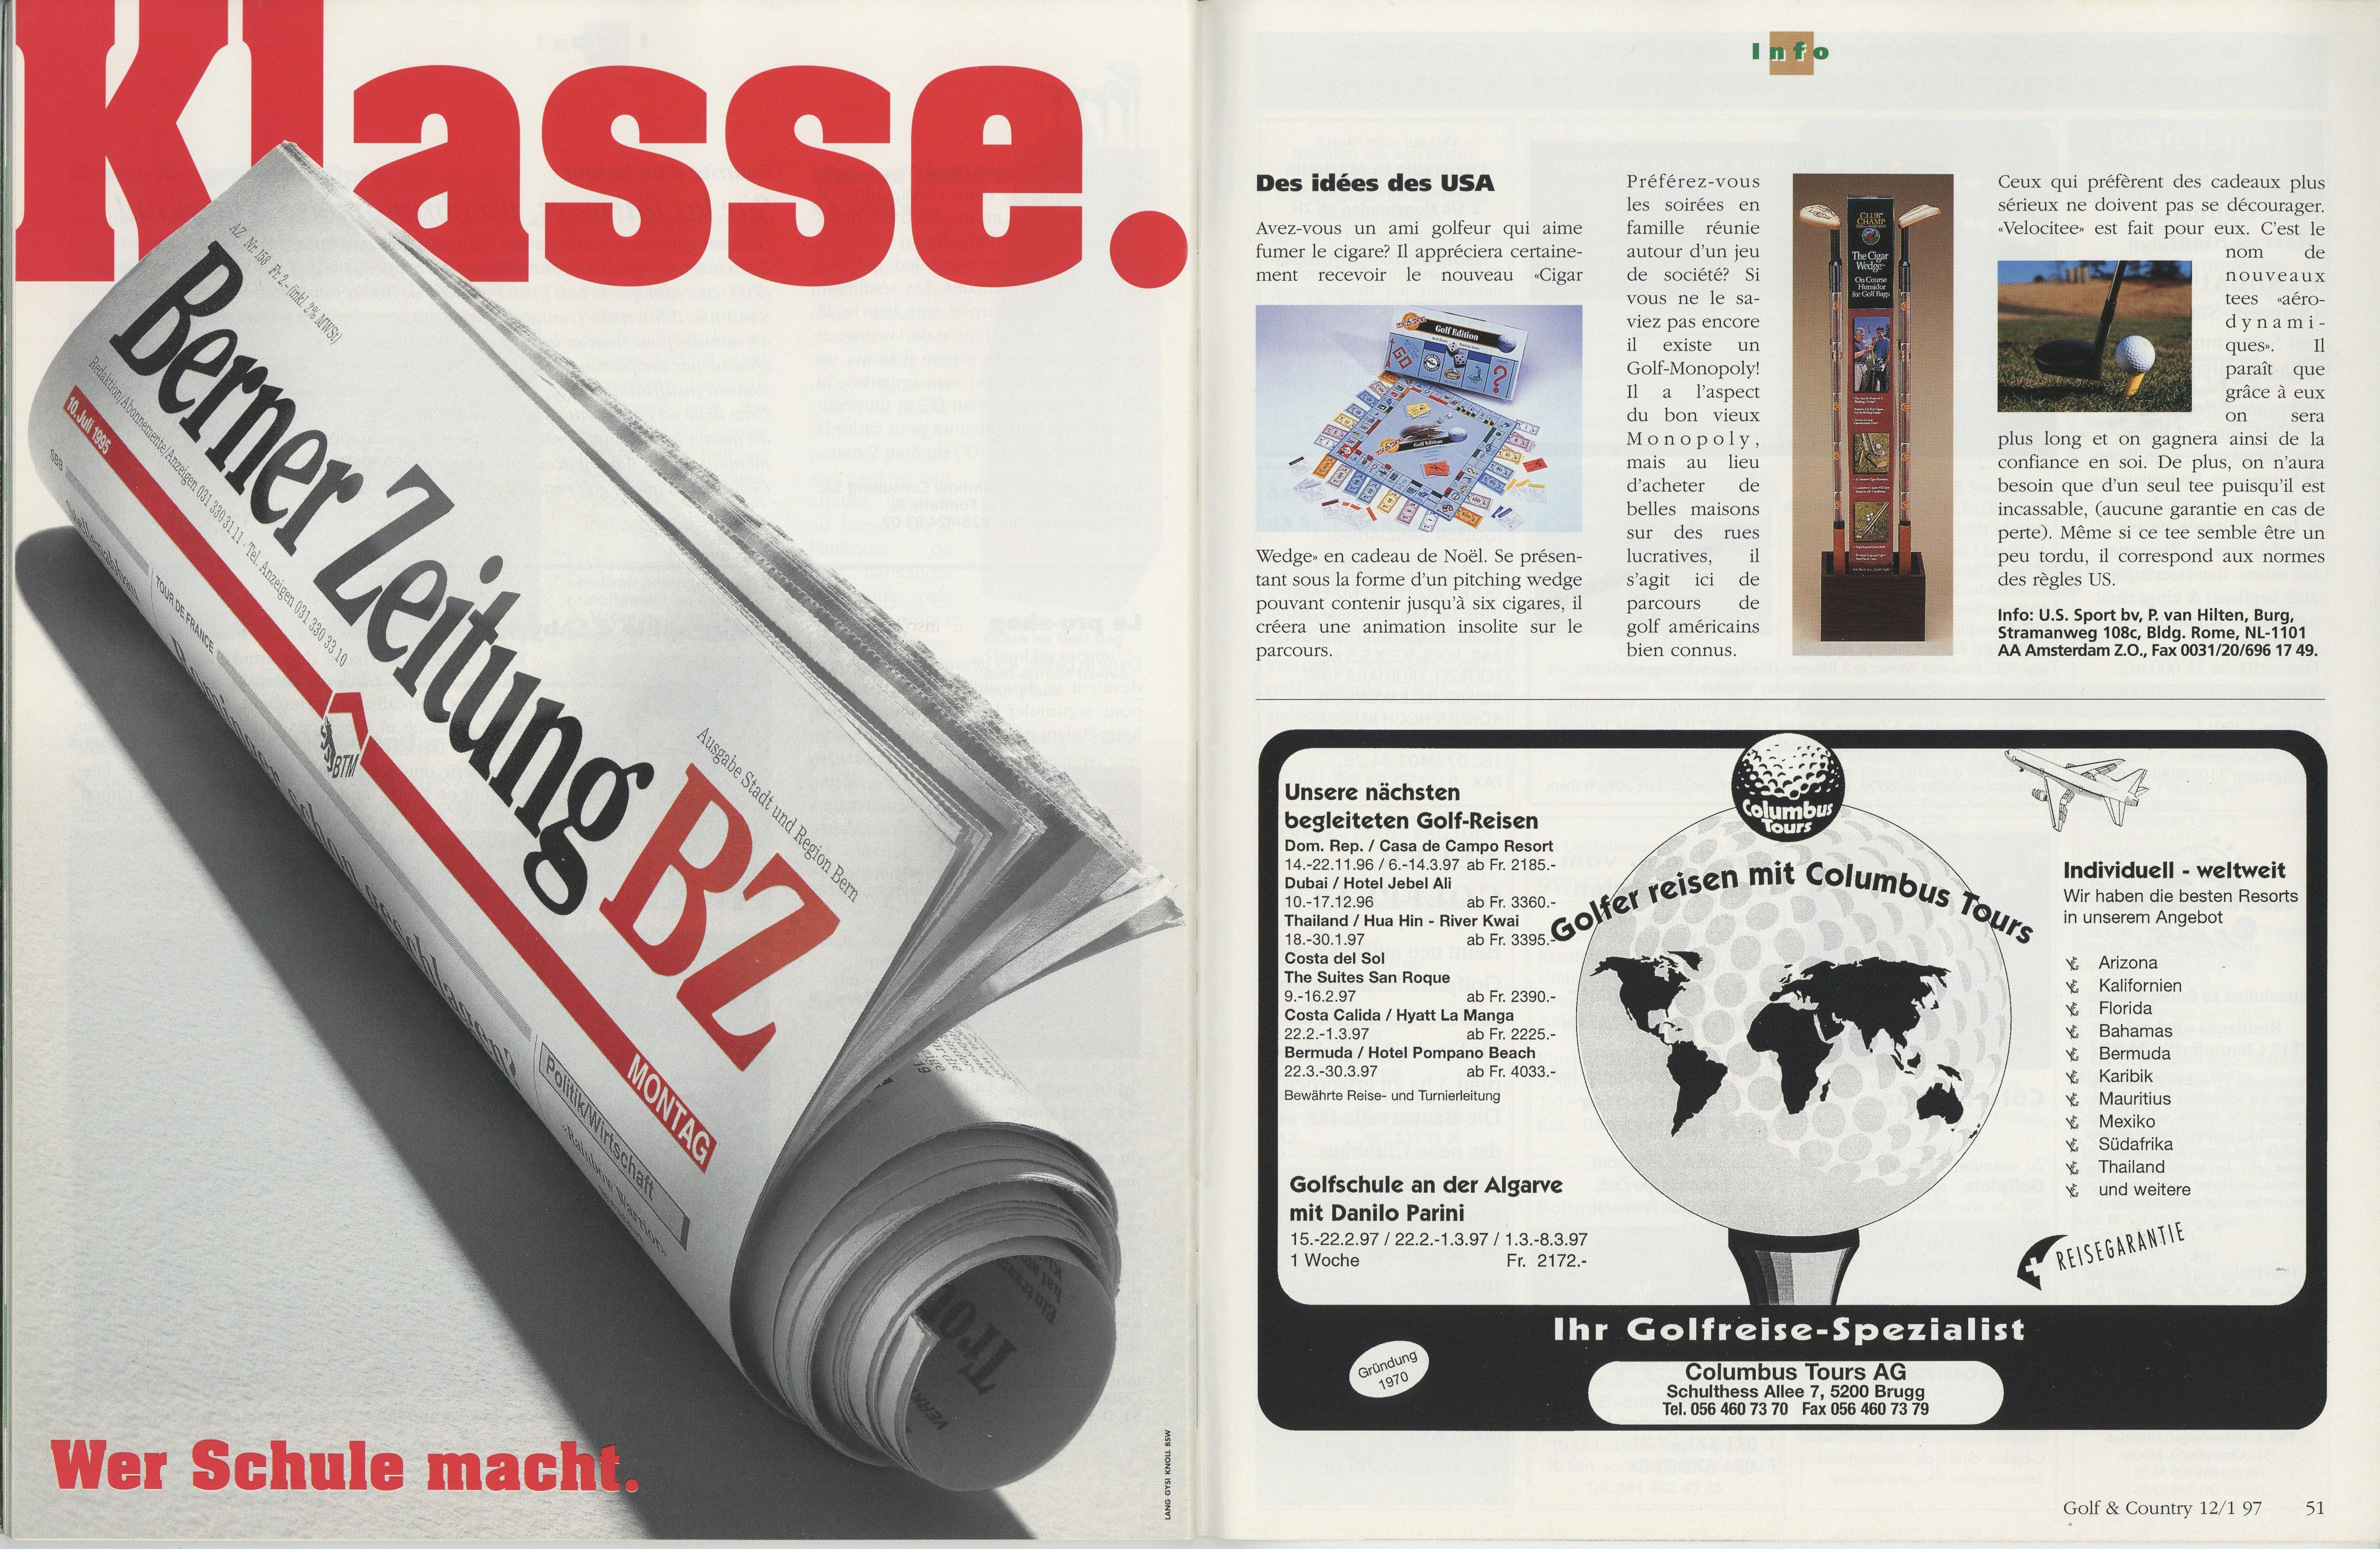 Klasse.
AZ Nr. 158 Fr. 2.– (inkl. 2% MWSt)
Berner Zeitung BZ
Redaktion/Abonnemente/Anzeigen 031 330 31 11 · Tel. Anzeigen 031 330 33 10
Ausgabe Stadt und Region Bern
10. Juli 1995
BTM
MONTAG
SBB
TOUR DE FRANCE
schon geschlagen?
Politik/Wirtschaft
«Rainbow Warrior»
Wer Schule macht.
LANG GYSI KNOLL BSW
Info
Des idées des USA
Avez-vous un ami golfeur qui aime
fumer le cigare? Il appréciera certaine-
ment recevoir le nouveau «Cigar
Golf Edition
GO
Golf Edition
Wedge» en cadeau de Noël. Se présen-
tant sous la forme d'un pitching wedge
pouvant contenir jusqu'à six cigares, il
créera une animation insolite sur le
parcours.
Préférez-vous
les soirées en
famille réunie
autour d'un jeu
de société? Si
vous ne le sa-
viez pas encore
il existe un
Golf-Monopoly!
Il a l'aspect
du bon vieux
Monopoly,
mais au lieu
d'acheter de
belles maisons
sur des rues
lucratives, il
s'agit ici de
parcours de
golf américains
bien connus.
CLUB CHAMP
The Cigar
Wedge
On Course
Humidor
for Golf Bags
Ceux qui préfèrent des cadeaux plus
sérieux ne doivent pas se décourager.
«Velocitee» est fait pour eux. C'est le
nom de
nouveaux
tees «aéro-
dynami-
ques». Il
paraît que
grâce à eux
on sera
plus long et on gagnera ainsi de la
confiance en soi. De plus, on n'aura
besoin que d'un seul tee puisqu'il est
incassable, (aucune garantie en cas de
perte). Même si ce tee semble être un
peu tordu, il correspond aux normes
des règles US.
Info: U.S. Sport bv, P. van Hilten, Burg,
Stramanweg 108c, Bldg. Rome, NL-1101
AA Amsterdam Z.O., Fax 0031/20/696 17 49.
Unsere nächsten
begleiteten Golf-Reisen
Dom. Rep. / Casa de Campo Resort
14.-22.11.96 / 6.-14.3.97 ab Fr. 2185.-
Dubai / Hotel Jebel Ali
10.-17.12.96 ab Fr. 3360.-
Thailand / Hua Hin - River Kwai
18.-30.1.97 ab Fr. 3395.-
Costa del Sol
The Suites San Roque
9.-16.2.97 ab Fr. 2390.-
Costa Calida / Hyatt La Manga
22.2.-1.3.97 ab Fr. 2225.-
Bermuda / Hotel Pompano Beach
22.3.-30.3.97 ab Fr. 4033.-
Bewährte Reise- und Turnierleitung
Golfschule an der Algarve
mit Danilo Parini
15.-22.2.97 / 22.2.-1.3.97 / 1.3.-8.3.97
1 Woche Fr. 2172.-
Columbus
Tours
Golfer reisen mit Columbus Tours
Individuell - weltweit
Wir haben die besten Resorts
in unserem Angebot
Arizona
Kalifornien
Florida
Bahamas
Bermuda
Karibik
Mauritius
Mexiko
Südafrika
Thailand
und weitere
REISEGARANTIE
Ihr Golfreise-Spezialist
Gründung
1970
Columbus Tours AG
Schulthess Allee 7, 5200 Brugg
Tel. 056 460 73 70 Fax 056 460 73 79
Golf & Country 12/1 97 51